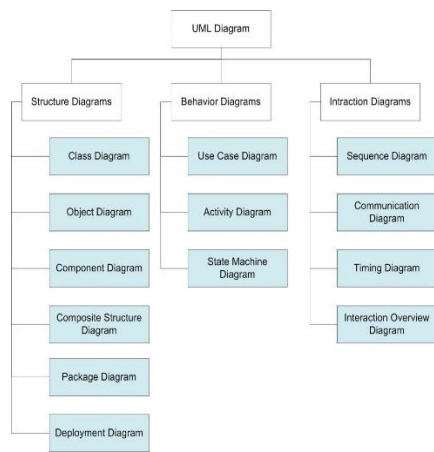 UML Diagram
Structure Diagrams
Behavior Diagrams
Intraction Diagrams
Class Diagram
Object Diagram
Component Diagram
Composite Structure
Diagram
Package Diagram
Deployment Diagram
Use Case Diagram
Activity Diagram
State Machine
Diagram
Sequence Diagram
Communication
Diagram
Timing Diagram
Interaction Overview
Diagram